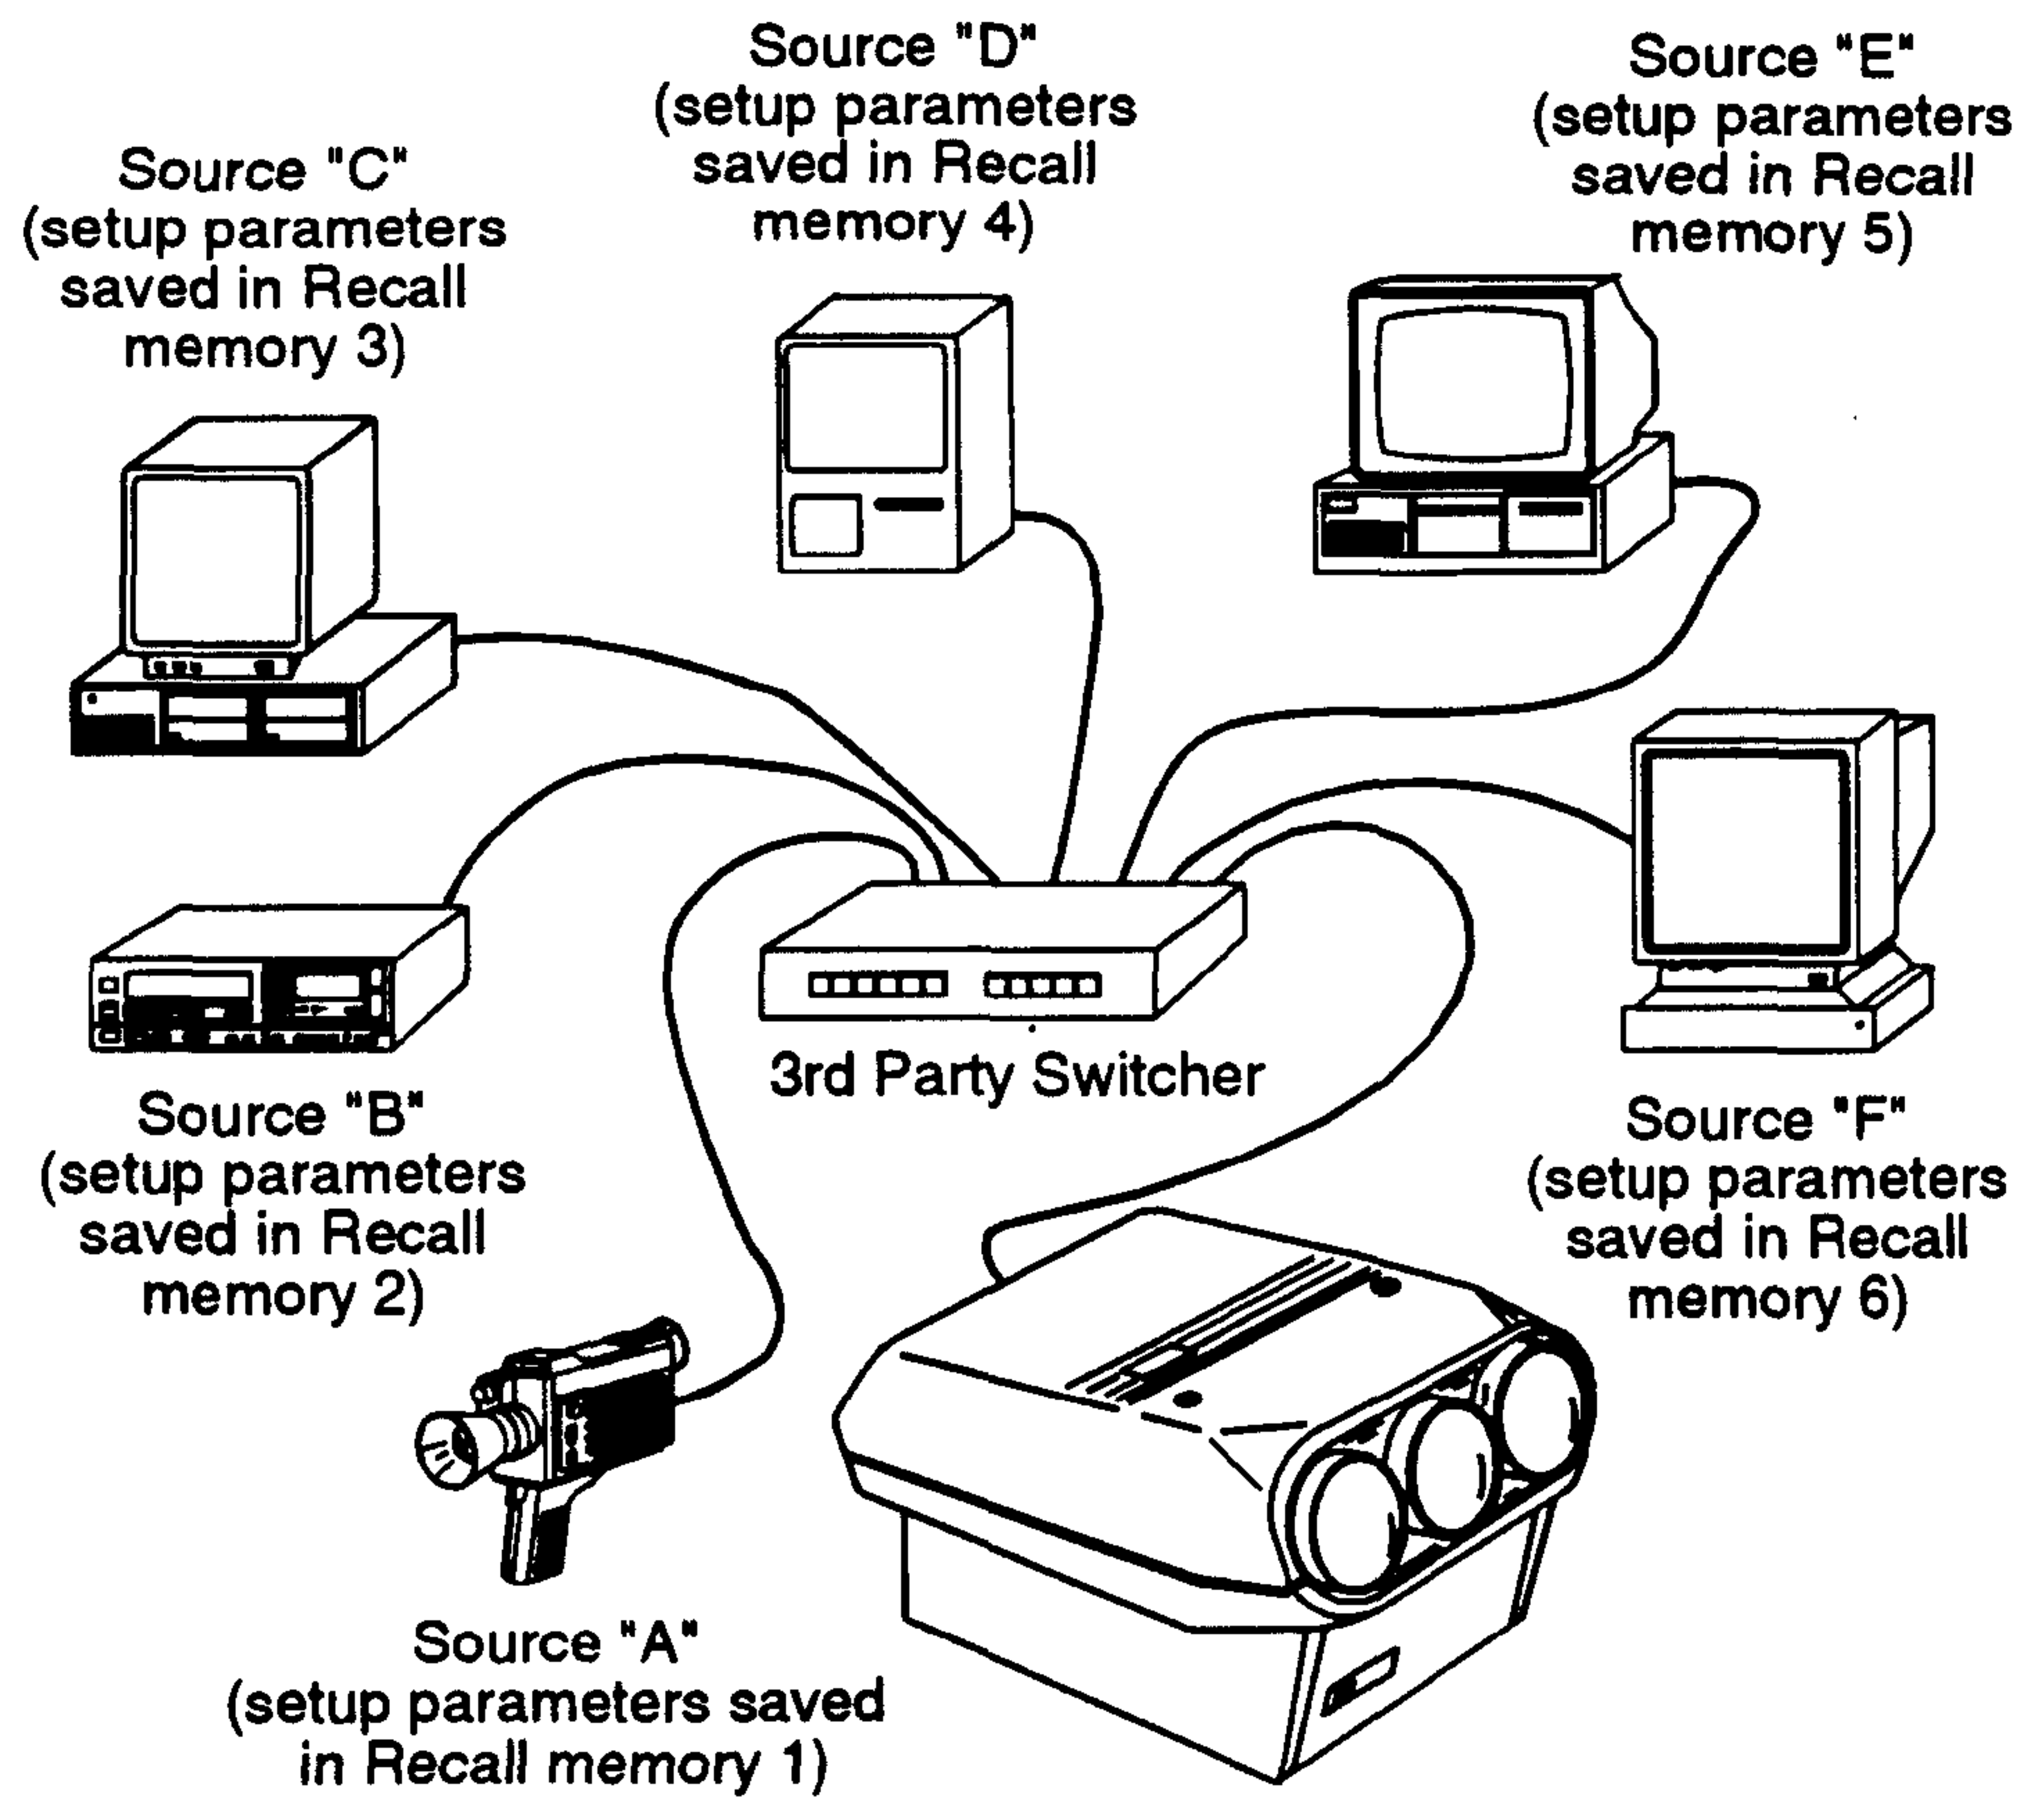 Source "D"
(setup parameters
saved in Recall
memory 4)
Source "E"
(setup parameters
saved in Recall
memory 5)
Source "C"
(setup parameters
saved in Recall
memory 3)
3rd Party Switcher
Source "B"
(setup parameters
saved in Recall
memory 2)
Source "F"
(setup parameters
saved in Recall
memory 6)
Source "A"
(setup parameters saved
in Recall memory 1)